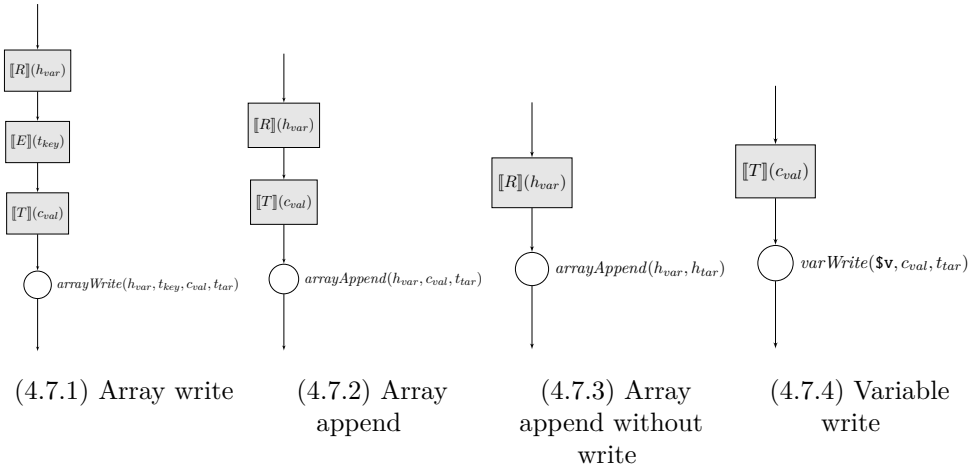 ⟦R⟧(h_var)
⟦E⟧(t_key)
⟦T⟧(c_val)
arrayWrite(h_var, t_key, c_val, t_tar)
(4.7.1) Array write
⟦R⟧(h_var)
⟦T⟧(c_val)
arrayAppend(h_var, c_val, t_tar)
(4.7.2) Array
append
⟦R⟧(h_var)
arrayAppend(h_var, h_tar)
(4.7.3) Array
append without
write
⟦T⟧(c_val)
varWrite($v, c_val, t_tar)
(4.7.4) Variable
write